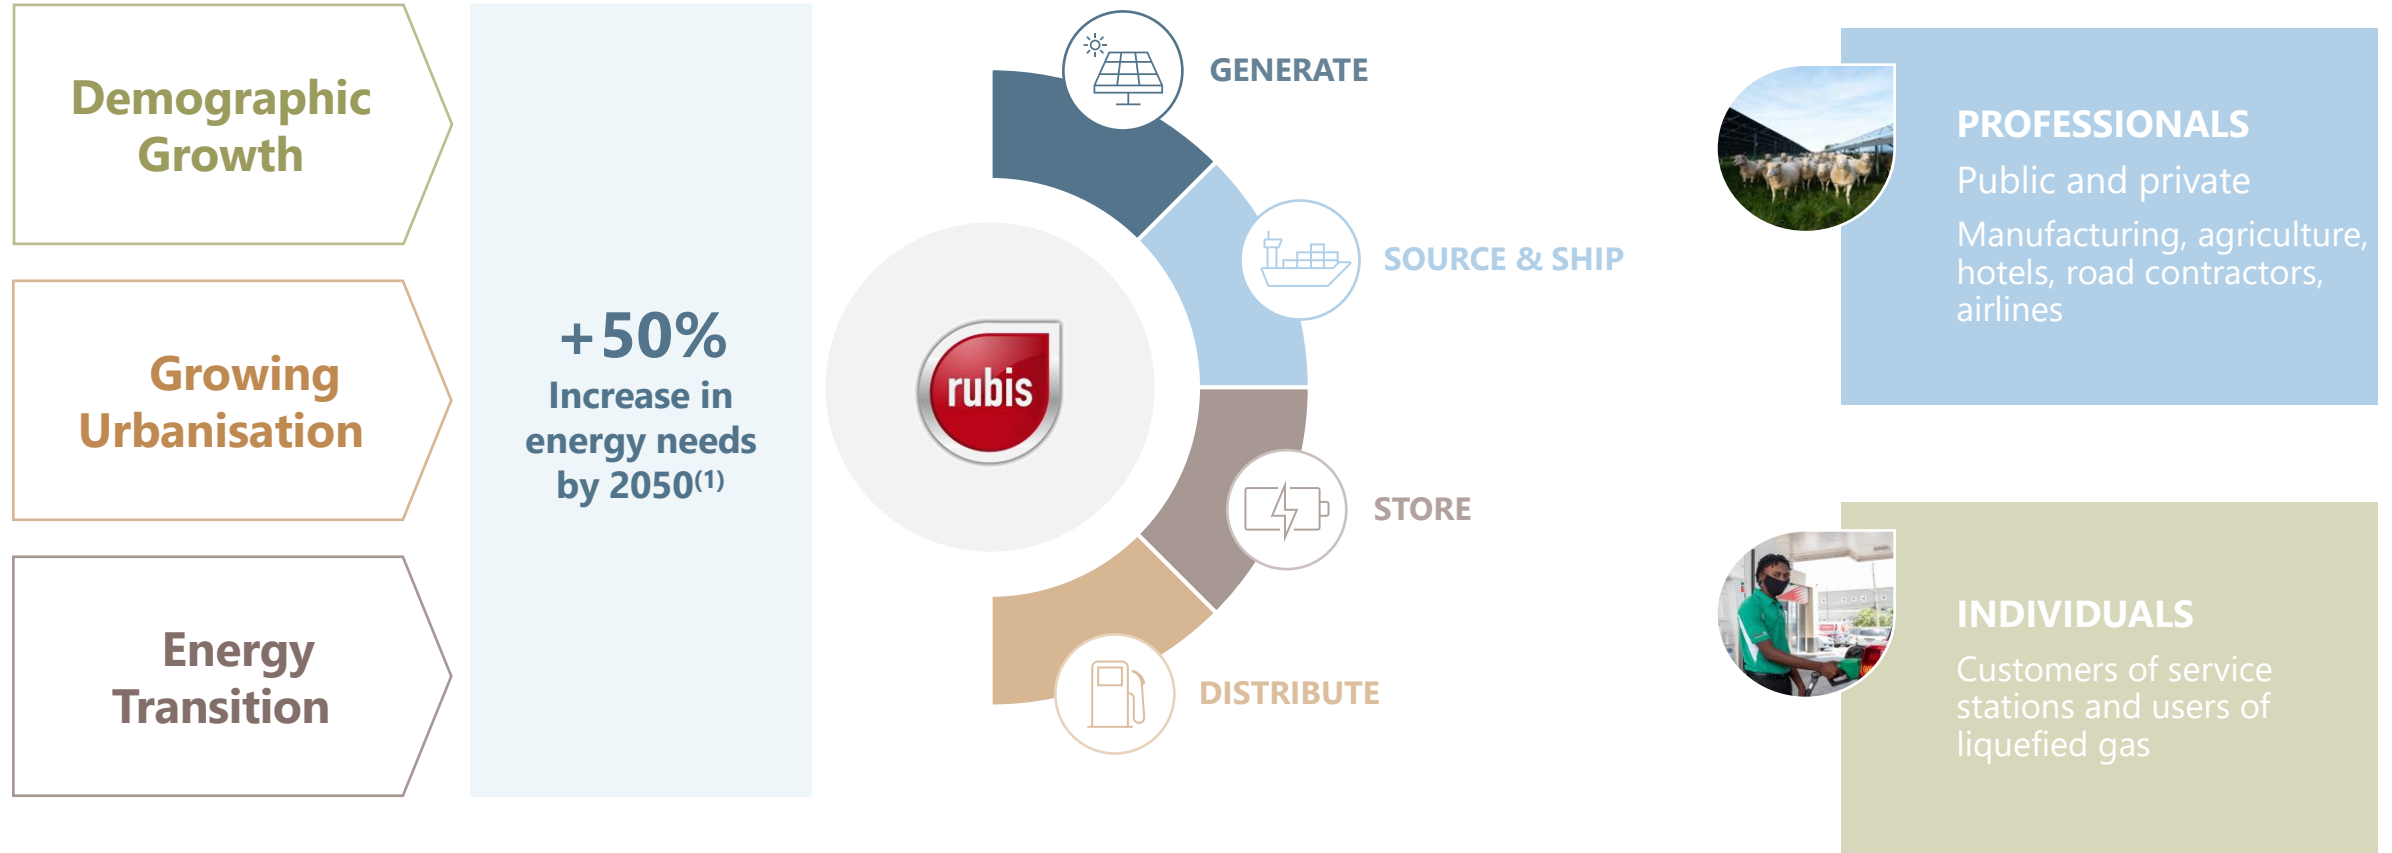 Demographic
Growth
Growing
Urbanisation
Energy
Transition
+50%
Increase in
energy needs
by 2050(1)
rubis
GENERATE
SOURCE & SHIP
STORE
DISTRIBUTE
PROFESSIONALS
Public and private
Manufacturing, agriculture,
hotels, road contractors,
airlines
INDIVIDUALS
Customers of service
stations and users of
liquefied gas